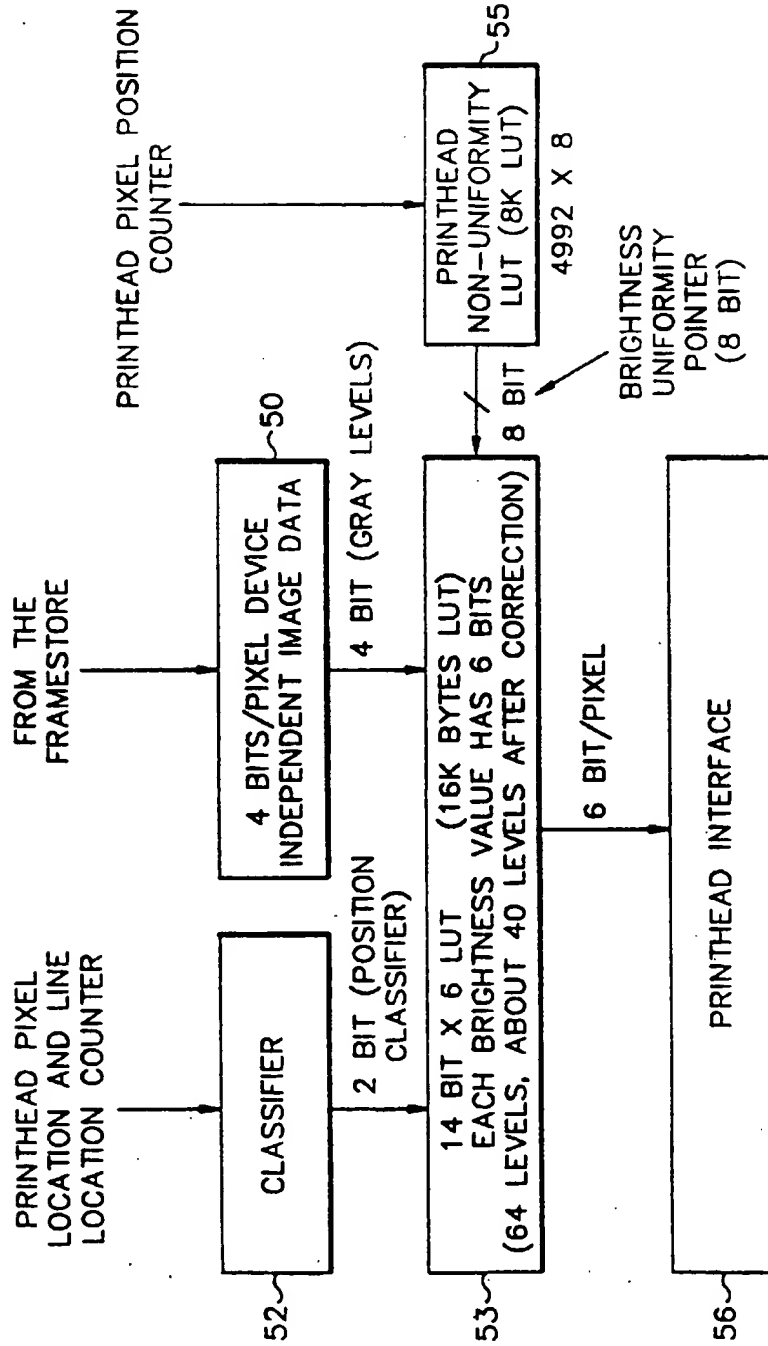 PRINTHEAD PIXEL
LOCATION AND LINE
LOCATION COUNTER
FROM THE
FRAMESTORE
PRINTHEAD PIXEL POSITION
COUNTER
52
CLASSIFIER
50
4 BITS/PIXEL DEVICE
INDEPENDENT IMAGE DATA
55
PRINTHEAD
NON-UNIFORMITY
LUT (8K LUT)
4992 X 8
2 BIT (POSITION
CLASSIFIER)
4 BIT (GRAY LEVELS)
8 BIT
BRIGHTNESS
UNIFORMITY
POINTER
(8 BIT)
53
14 BIT X 6 LUT (16K BYTES LUT)
EACH BRIGHTNESS VALUE HAS 6 BITS
(64 LEVELS, ABOUT 40 LEVELS AFTER CORRECTION)
6 BIT/PIXEL
56
PRINTHEAD INTERFACE